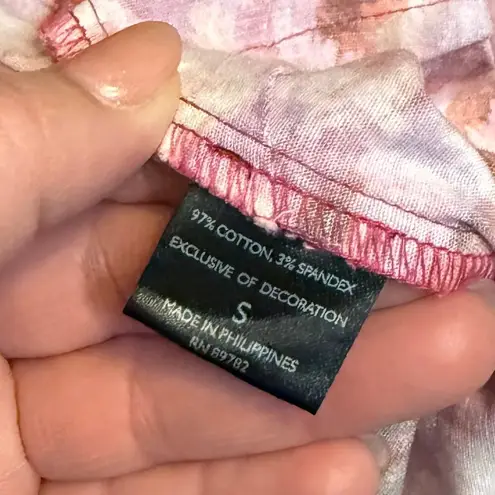 97% COTTON, 3% SPANDEX
EXCLUSIVE OF DECORATION
S
MADE IN PHILIPPINES
RN 89782